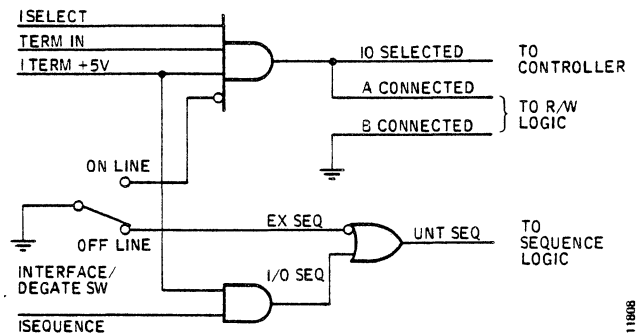 ISELECT
TERM IN
ITERM +5V
IO SELECTED
TO
CONTROLLER
A CONNECTED
TO R/W
LOGIC
B CONNECTED
ON LINE
OFF LINE
INTERFACE/
DEGATE SW
EX SEQ
I/O SEQ
UNT SEQ
TO
SEQUENCE
LOGIC
ISEQUENCE
11808